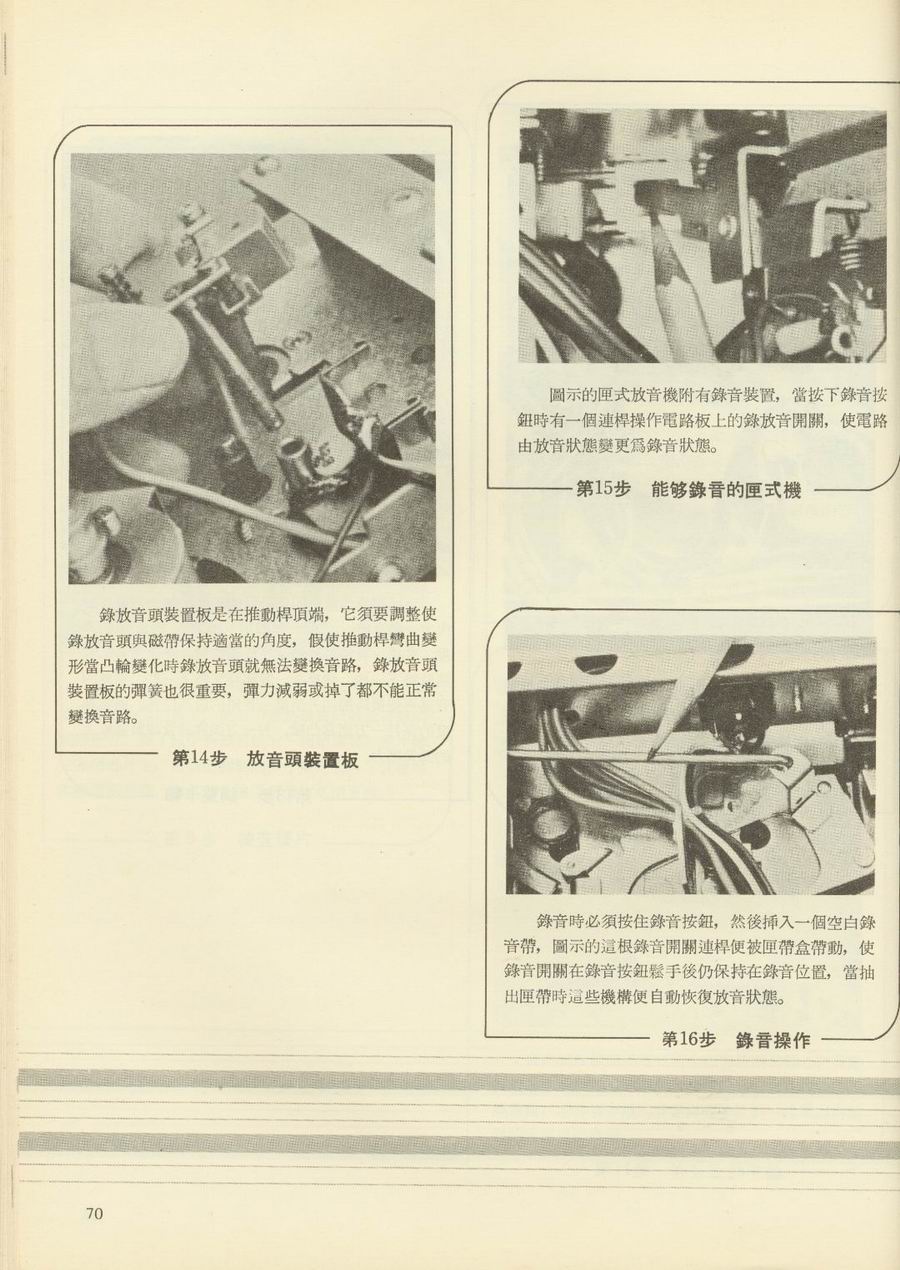 錄放音頭裝置板是在推動桿頂端，它須要調整使
錄放音頭與磁帶保持適當的角度，假使推動桿彎曲變
形當凸輪變化時錄放音頭就無法變換音路，錄放音頭
裝置板的彈簧也很重要，彈力減弱或掉了都不能正常
變換音路。
第14步　放音頭裝置板
圖示的匣式放音機附有錄音裝置，當按下錄音按
鈕時有一個連桿操作電路板上的錄放音開關，使電路
由放音狀態變更爲錄音狀態。
第15步　能够錄音的匣式機
錄音時必須按住錄音按鈕，然後揷入一個空白錄
音帶，圖示的這根錄音開關連桿便被匣帶盒帶動，使
錄音開關在錄音按鈕鬆手後仍保持在錄音位置，當抽
出匣帶時這些機構便自動恢復放音狀態。
第16步　錄音操作
70